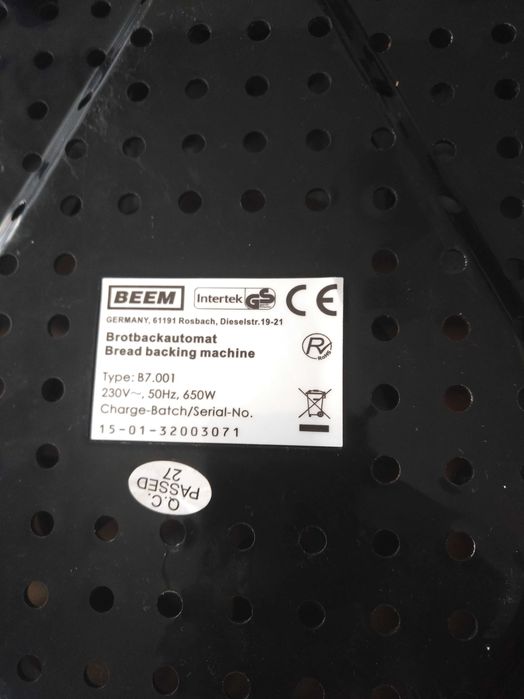 BEEM Intertek GS CE
GERMANY, 61191 Rosbach, Dieselstr.19-21
Brotbackautomat
Bread backing machine
R RoHS
Type: B7.001
230V~, 50Hz, 650W
Charge-Batch/Serial-No.
15-01-32003071
Q.C.
PASSED
27